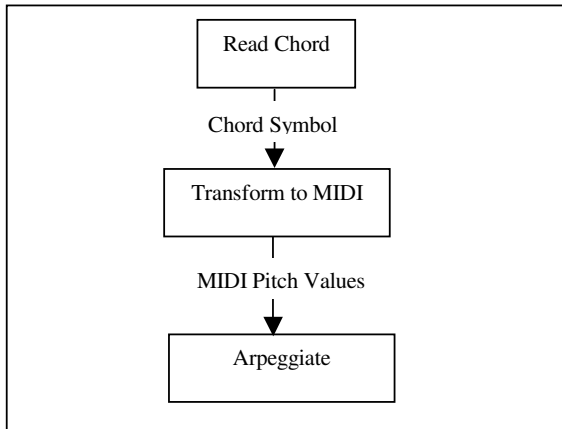 Read Chord
Chord Symbol
Transform to MIDI
MIDI Pitch Values
Arpeggiate